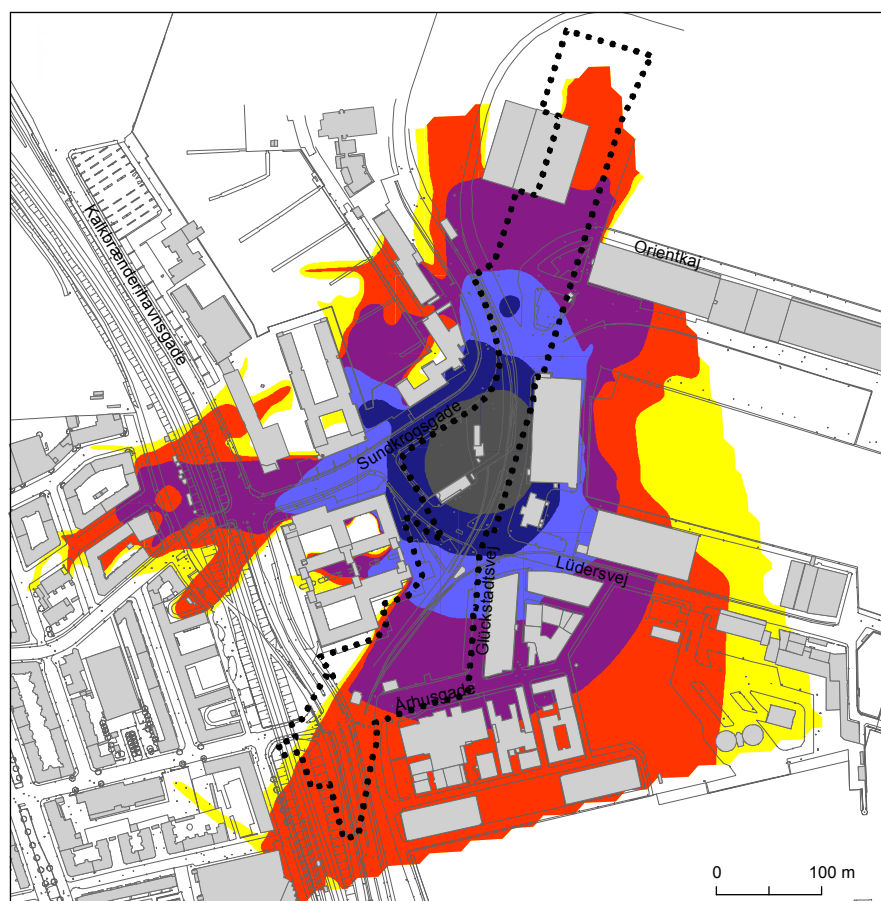 Kalkbrænderihavnsgade
Orientkaj
Sundkrogsgade
Lüdersvej
Glückstadtsvej
Århusgade
0 100 m